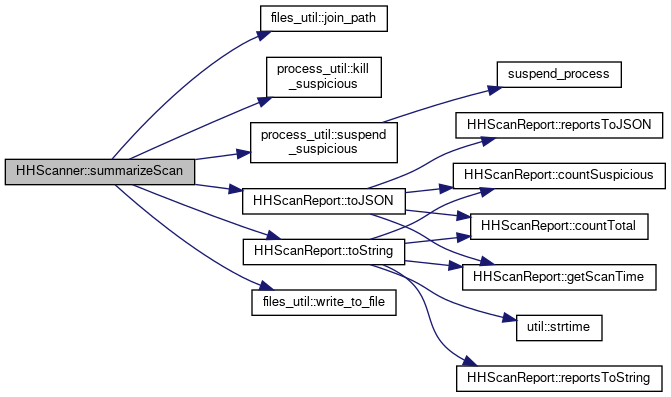 HHScanner::summarizeScan
files_util::join_path
process_util::kill
_suspicious
process_util::suspend
_suspicious
HHScanReport::toJSON
HHScanReport::toString
files_util::write_to_file
suspend_process
HHScanReport::reportsToJSON
HHScanReport::countSuspicious
HHScanReport::countTotal
HHScanReport::getScanTime
util::strtime
HHScanReport::reportsToString